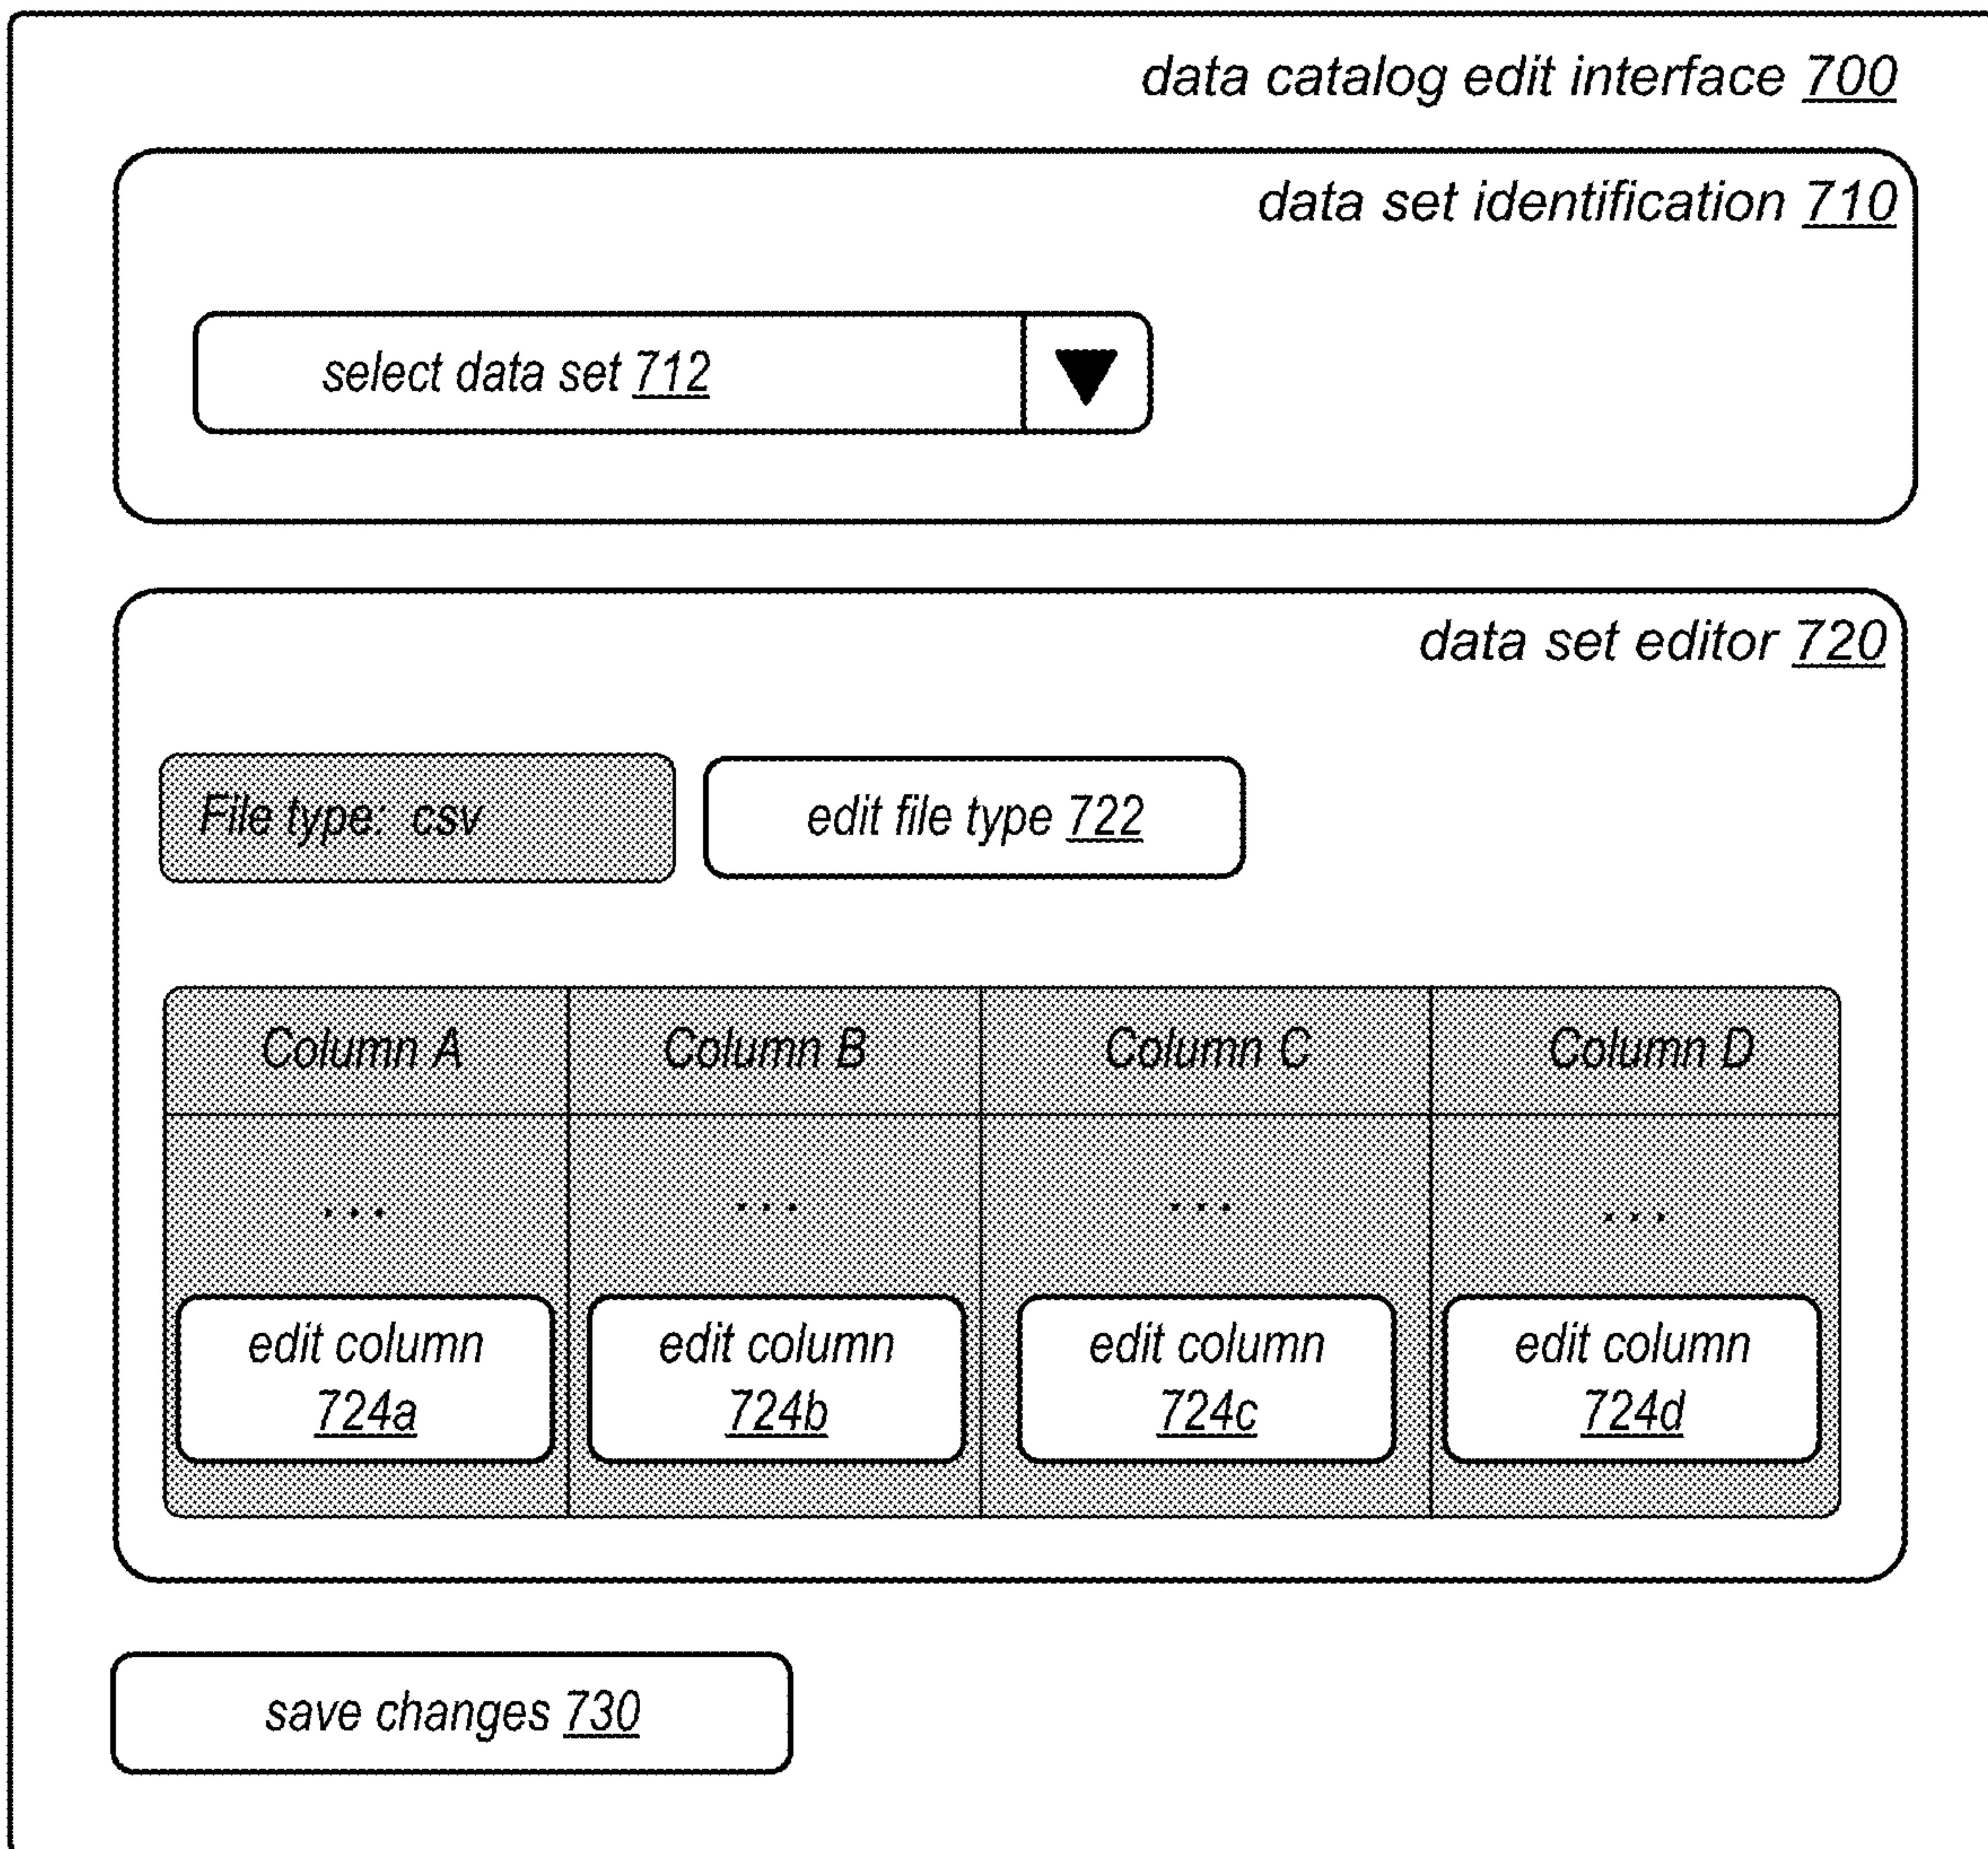 data catalog edit interface 700
data set identification 710
select data set 712
data set editor 720
File type: csv
edit file type 722
Column A
Column B
Column C
Column D
...
...
...
...
edit column
724a
edit column
724b
edit column
724c
edit column
724d
save changes 730